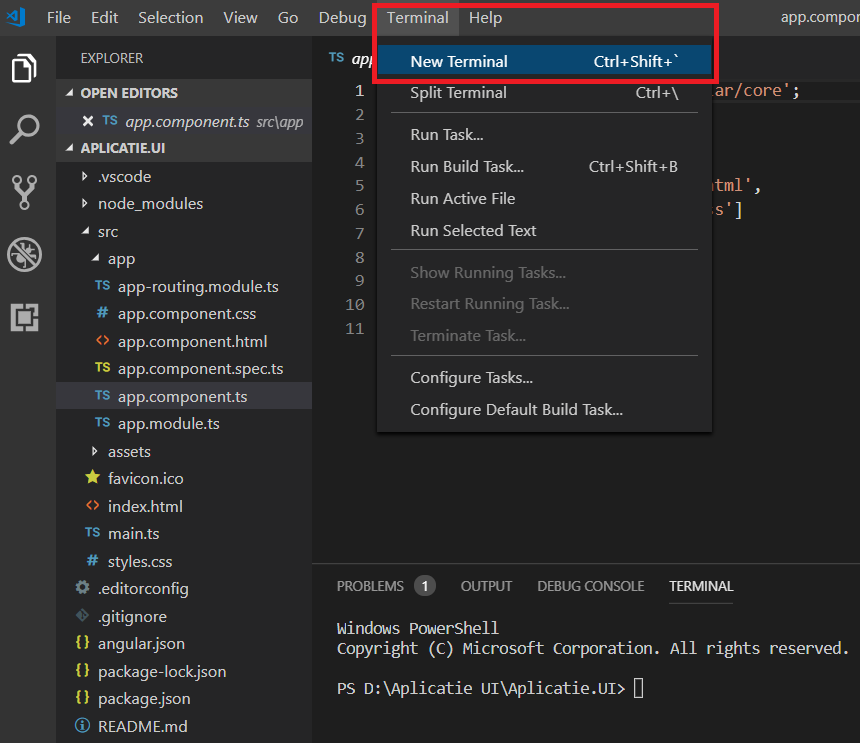 File Edit Selection View Go Debug Terminal Help app.compor
EXPLORER
OPEN EDITORS
TS app.component.ts src\app
APLICATIE.UI
.vscode
node_modules
src
app
TS app-routing.module.ts
# app.component.css
<> app.component.html
TS app.component.spec.ts
TS app.component.ts
TS app.module.ts
assets
favicon.ico
<> index.html
TS main.ts
# styles.css
.editorconfig
.gitignore
{} angular.json
{} package-lock.json
{} package.json
README.md
TS app
1 ar/core';
2
3
4
5 tml',
6 s']
7
8
9
10
11
New Terminal Ctrl+Shift+`
Split Terminal Ctrl+\
Run Task...
Run Build Task... Ctrl+Shift+B
Run Active File
Run Selected Text
Show Running Tasks...
Restart Running Task...
Terminate Task...
Configure Tasks...
Configure Default Build Task...
PROBLEMS 1 OUTPUT DEBUG CONSOLE TERMINAL
Windows PowerShell
Copyright (C) Microsoft Corporation. All rights reserved.
PS D:\Aplicatie UI\Aplicatie.UI>